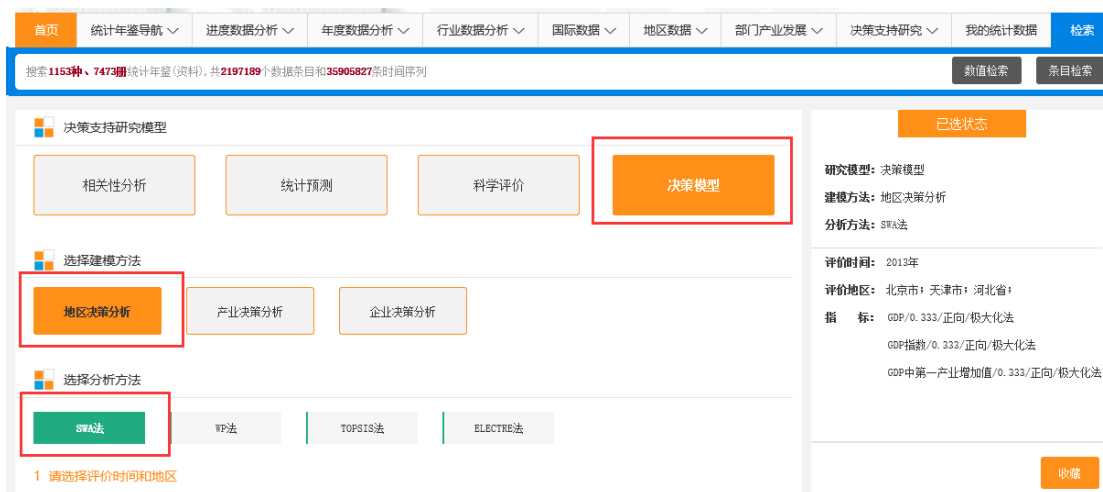 首页 统计年鉴导航 进度数据分析 年度数据分析 行业数据分析 国际数据 地区数据 部门产业发展 决策支持研究 我的统计数据 检索
搜索1153种、7473册统计年鉴(资料)。共2197189个数据条目和35905827条时间序列 数值检索 条目检索
决策支持研究模型
相关性分析 统计预测 科学评价 决策模型
选择建模方法
地区决策分析 产业决策分析 企业决策分析
选择分析方法
SWA法 WP法 TOPSIS法 ELECTRE法
1 请选择评价时间和地区
已选状态
研究模型: 决策模型
建模方法: 地区决策分析
分析方法: SWA法
评价时间: 2013年
评价地区: 北京市; 天津市; 河北省;
指 标: GDP/0.333/正向/极大化法
GDP指数/0.333/正向/极大化法
GDP中第一产业增加值/0.333/正向/极大化法
收藏